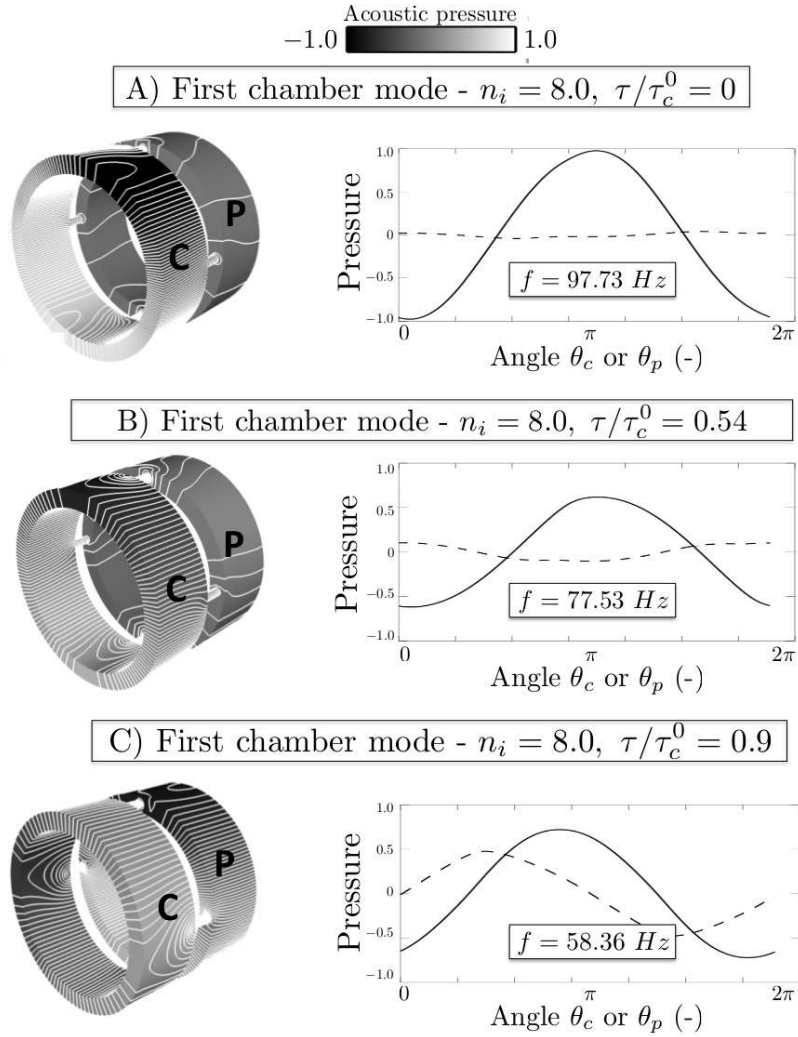 Acoustic pressure
−1.0 1.0
A) First chamber mode - nᵢ = 8.0, τ/τ_c^0 = 0
P
C
Pressure
1.0
0.5
0
−0.5
−1.0
f = 97.73 Hz
0 π 2π
Angle θ_c or θ_p (-)
B) First chamber mode - nᵢ = 8.0, τ/τ_c^0 = 0.54
P
C
Pressure
1.0
0.5
0
−0.5
−1.0
f = 77.53 Hz
0 π 2π
Angle θ_c or θ_p (-)
C) First chamber mode - nᵢ = 8.0, τ/τ_c^0 = 0.9
P
C
Pressure
1.0
0.5
0
−0.5
−1.0
f = 58.36 Hz
0 π 2π
Angle θ_c or θ_p (-)